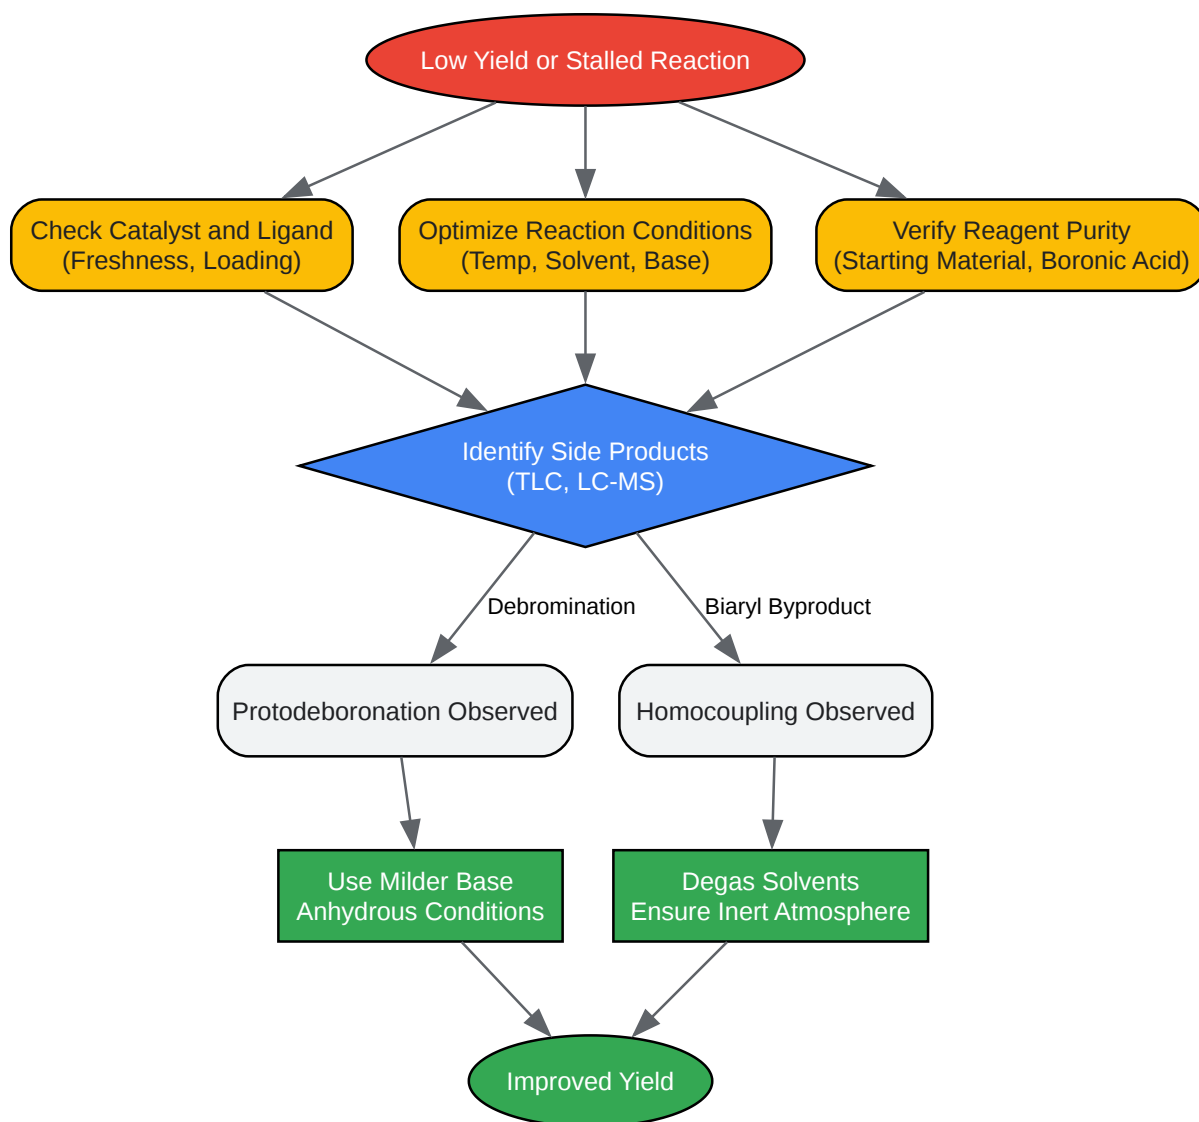 Low Yield or Stalled Reaction
Check Catalyst and Ligand
(Freshness, Loading)
Optimize Reaction Conditions
(Temp, Solvent, Base)
Verify Reagent Purity
(Starting Material, Boronic Acid)
Identify Side Products
(TLC, LC-MS)
Debromination
Biaryl Byproduct
Protodeboronation Observed
Homocoupling Observed
Use Milder Base
Anhydrous Conditions
Degas Solvents
Ensure Inert Atmosphere
Improved Yield